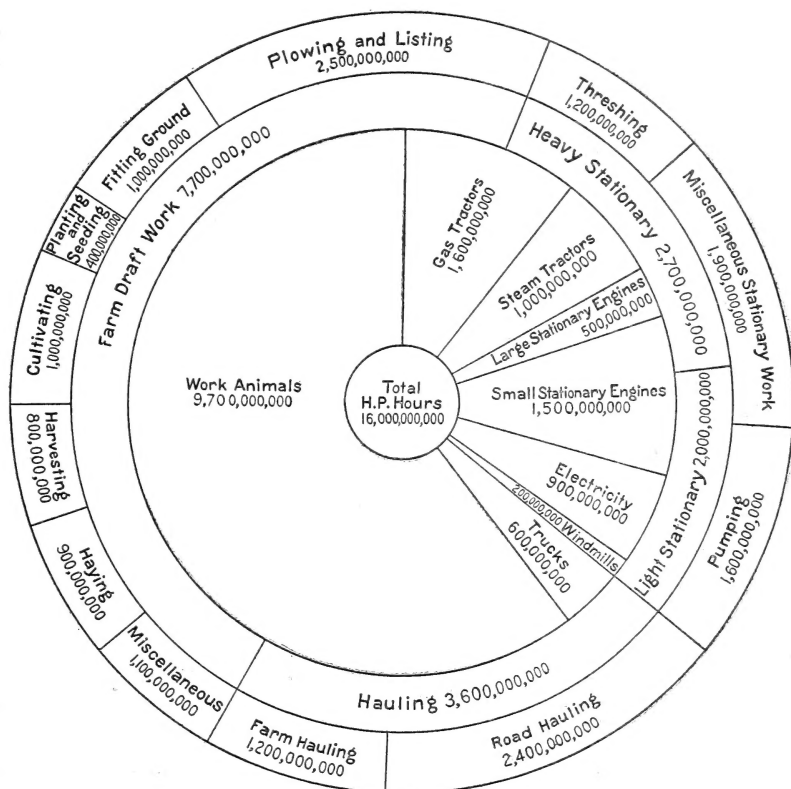 Plowing and Listing
2,500,000,000
Threshing
1,200,000,000
Miscellaneous Stationary Work
1,900,000,000
Pumping
1,600,000,000
Road Hauling
2,400,000,000
Farm Hauling
1,200,000,000
Miscellaneous
1,100,000,000
Haying
900,000,000
Harvesting
800,000,000
Cultivating
1,000,000,000
Planting
and
Seeding
400,000,000
Fitting Ground
1,000,000,000
Farm Draft Work 7,700,000,000
Heavy Stationary 2,700,000,000
Light Stationary 2,000,000,000
Hauling 3,600,000,000
Work Animals
9,700,000,000
Gas Tractors
1,600,000,000
Steam Tractors
1,000,000,000
Large Stationary Engines
500,000,000
Small Stationary Engines
1,500,000,000
Electricity
900,000,000
200,000,000 Windmills
Trucks
600,000,000
Total
H.P. Hours
16,000,000,000